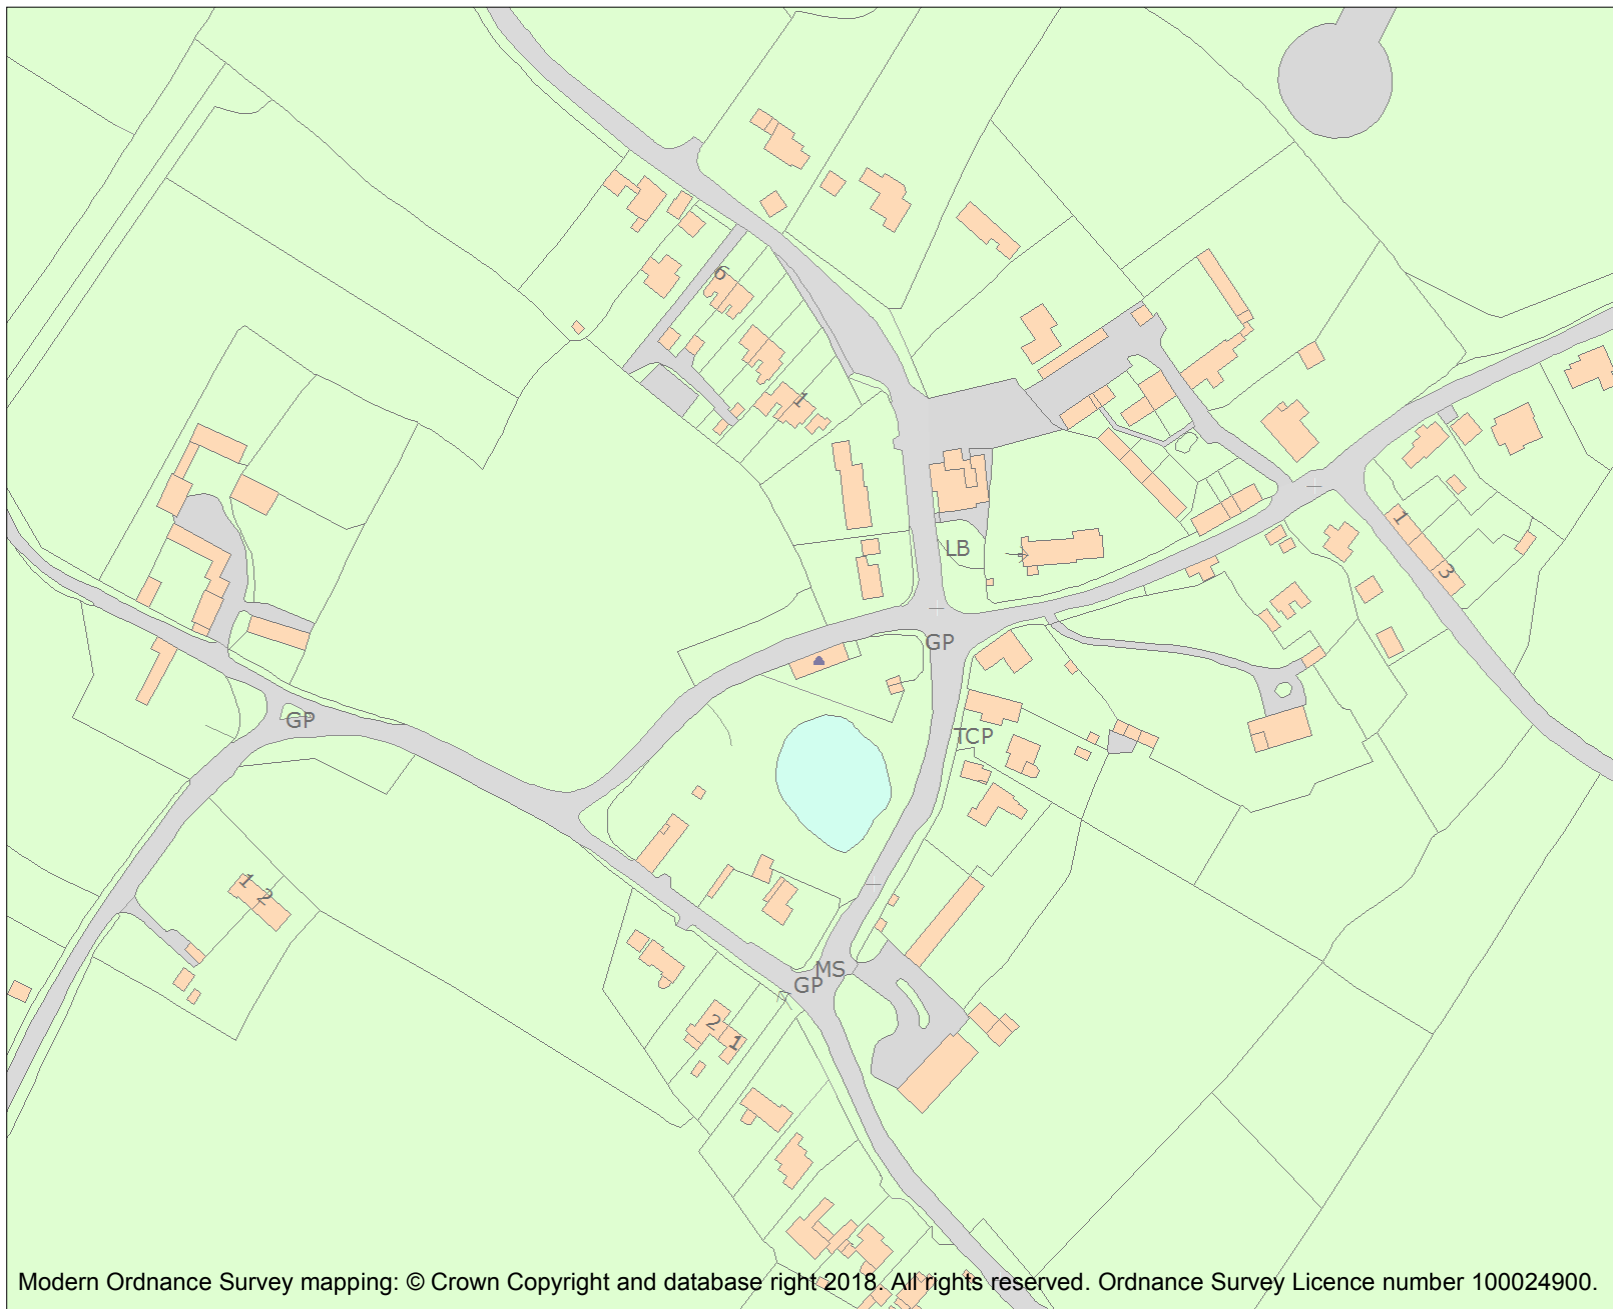 6
1
LB
1
3
GP
GP
TCP
1 2
MS
GP
2
1
Modern Ordnance Survey mapping: © Crown Copyright and database right 2018. All rights reserved. Ordnance Survey Licence number 100024900.